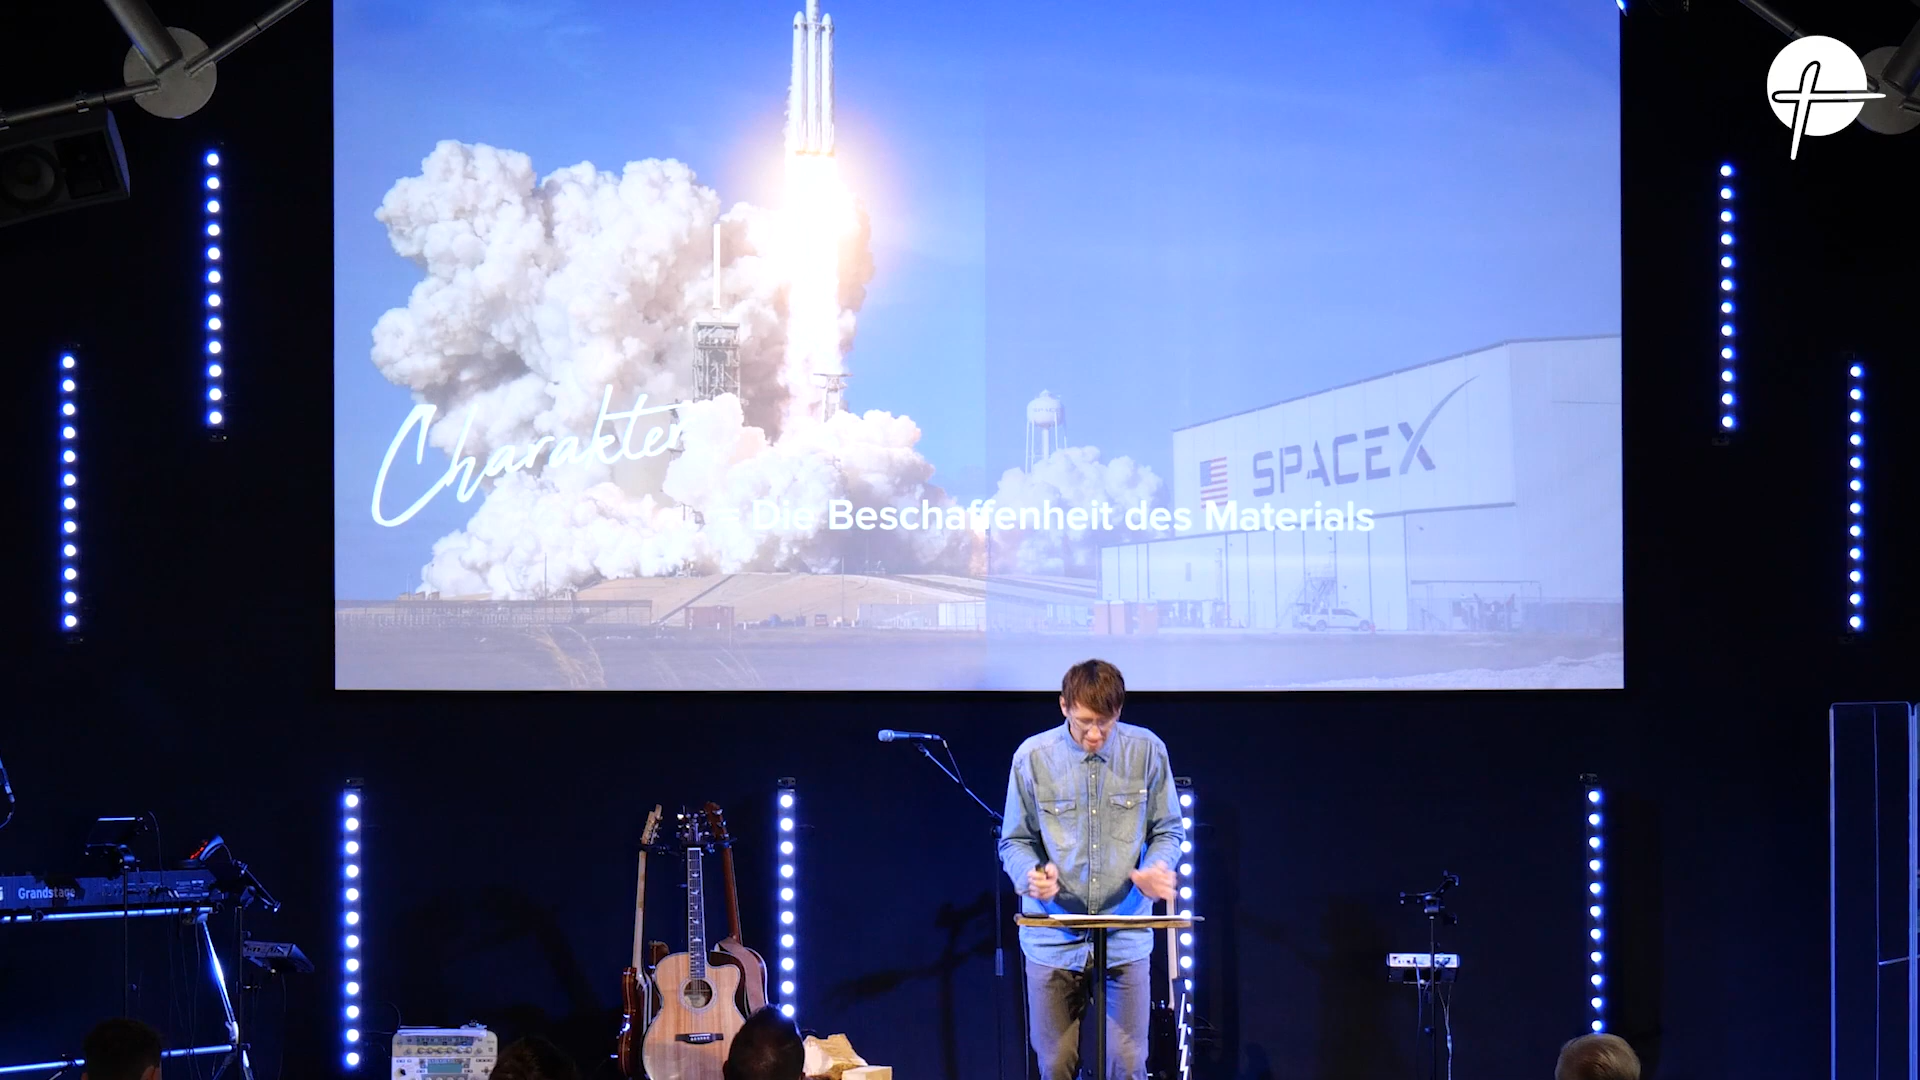 Charakter
= Die Beschaffenheit des Materials
SPACEX
Grandstage